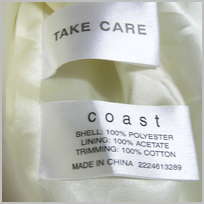 TAKE CARE
coast
SHELL: 100% POLYESTER
LINING: 100% ACETATE
TRIMMING: 100% COTTON
MADE IN CHINA 2224613289